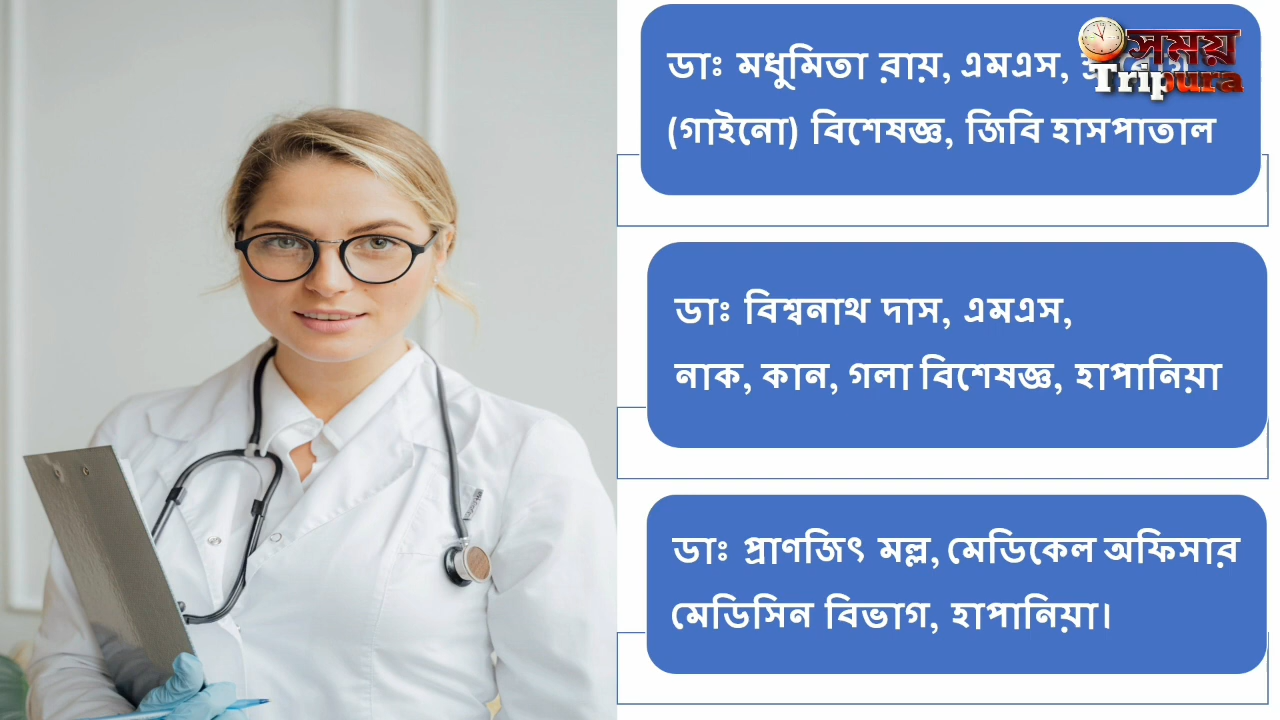 ডাঃ মধুমিতা রায়, এমএস,
(গাইনো) বিশেষজ্ঞ, জিবি হাসপাতাল
সময়
Tripura
ডাঃ বিশ্বনাথ দাস, এমএস,
নাক, কান, গলা বিশেষজ্ঞ, হাপানিয়া
ডাঃ প্রাণজিৎ মল্ল, মেডিকেল অফিসার
মেডিসিন বিভাগ, হাপানিয়া।